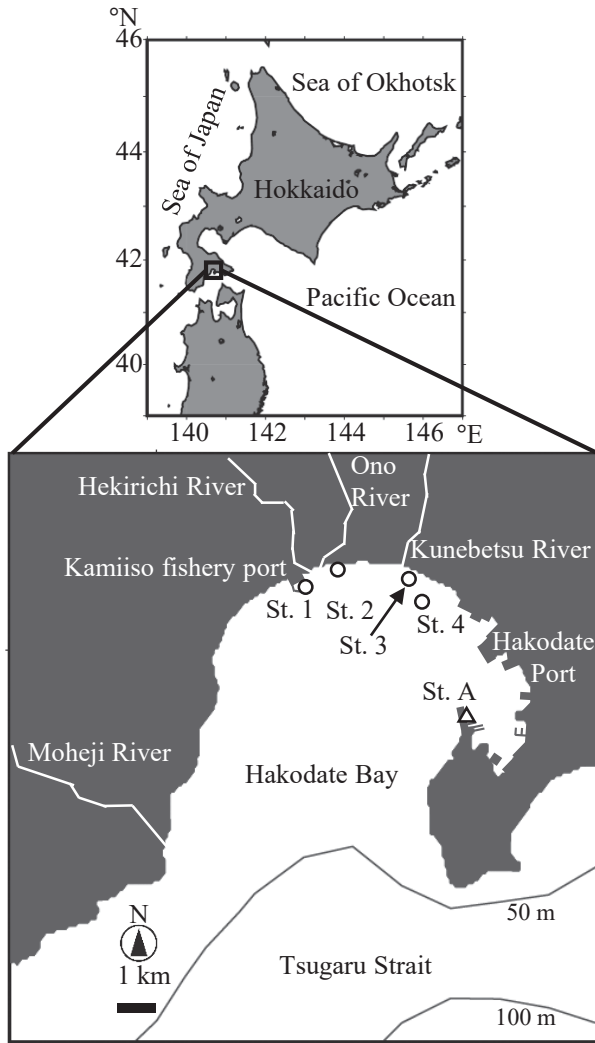 °N
46
Sea of Okhotsk
Sea of Japan
44
Hokkaido
42
Pacific Ocean
40
140
142
144
146
°E
Ono
River
Hekirichi River
Kunebetsu River
Kamiiso fishery port
St. 1
St. 2
St. 3
St. 4
Hakodate
Port
St. A
Moheji River
Hakodate Bay
50 m
N
1 km
Tsugaru Strait
100 m